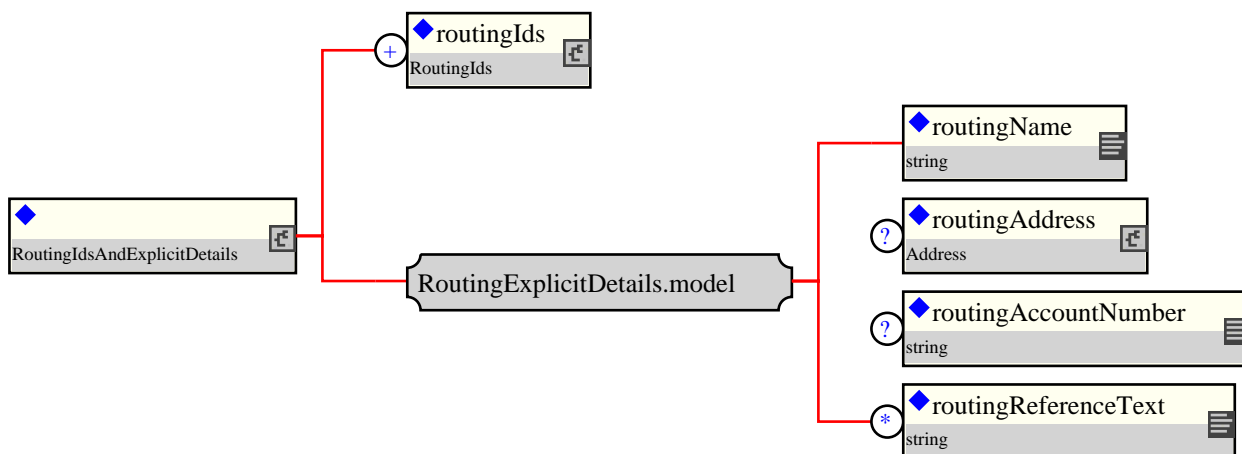 routingIds
+
RoutingIds
routingName
string
routingAddress
?
Address
RoutingIdsAndExplicitDetails
RoutingExplicitDetails.model
routingAccountNumber
?
string
routingReferenceText
*
string